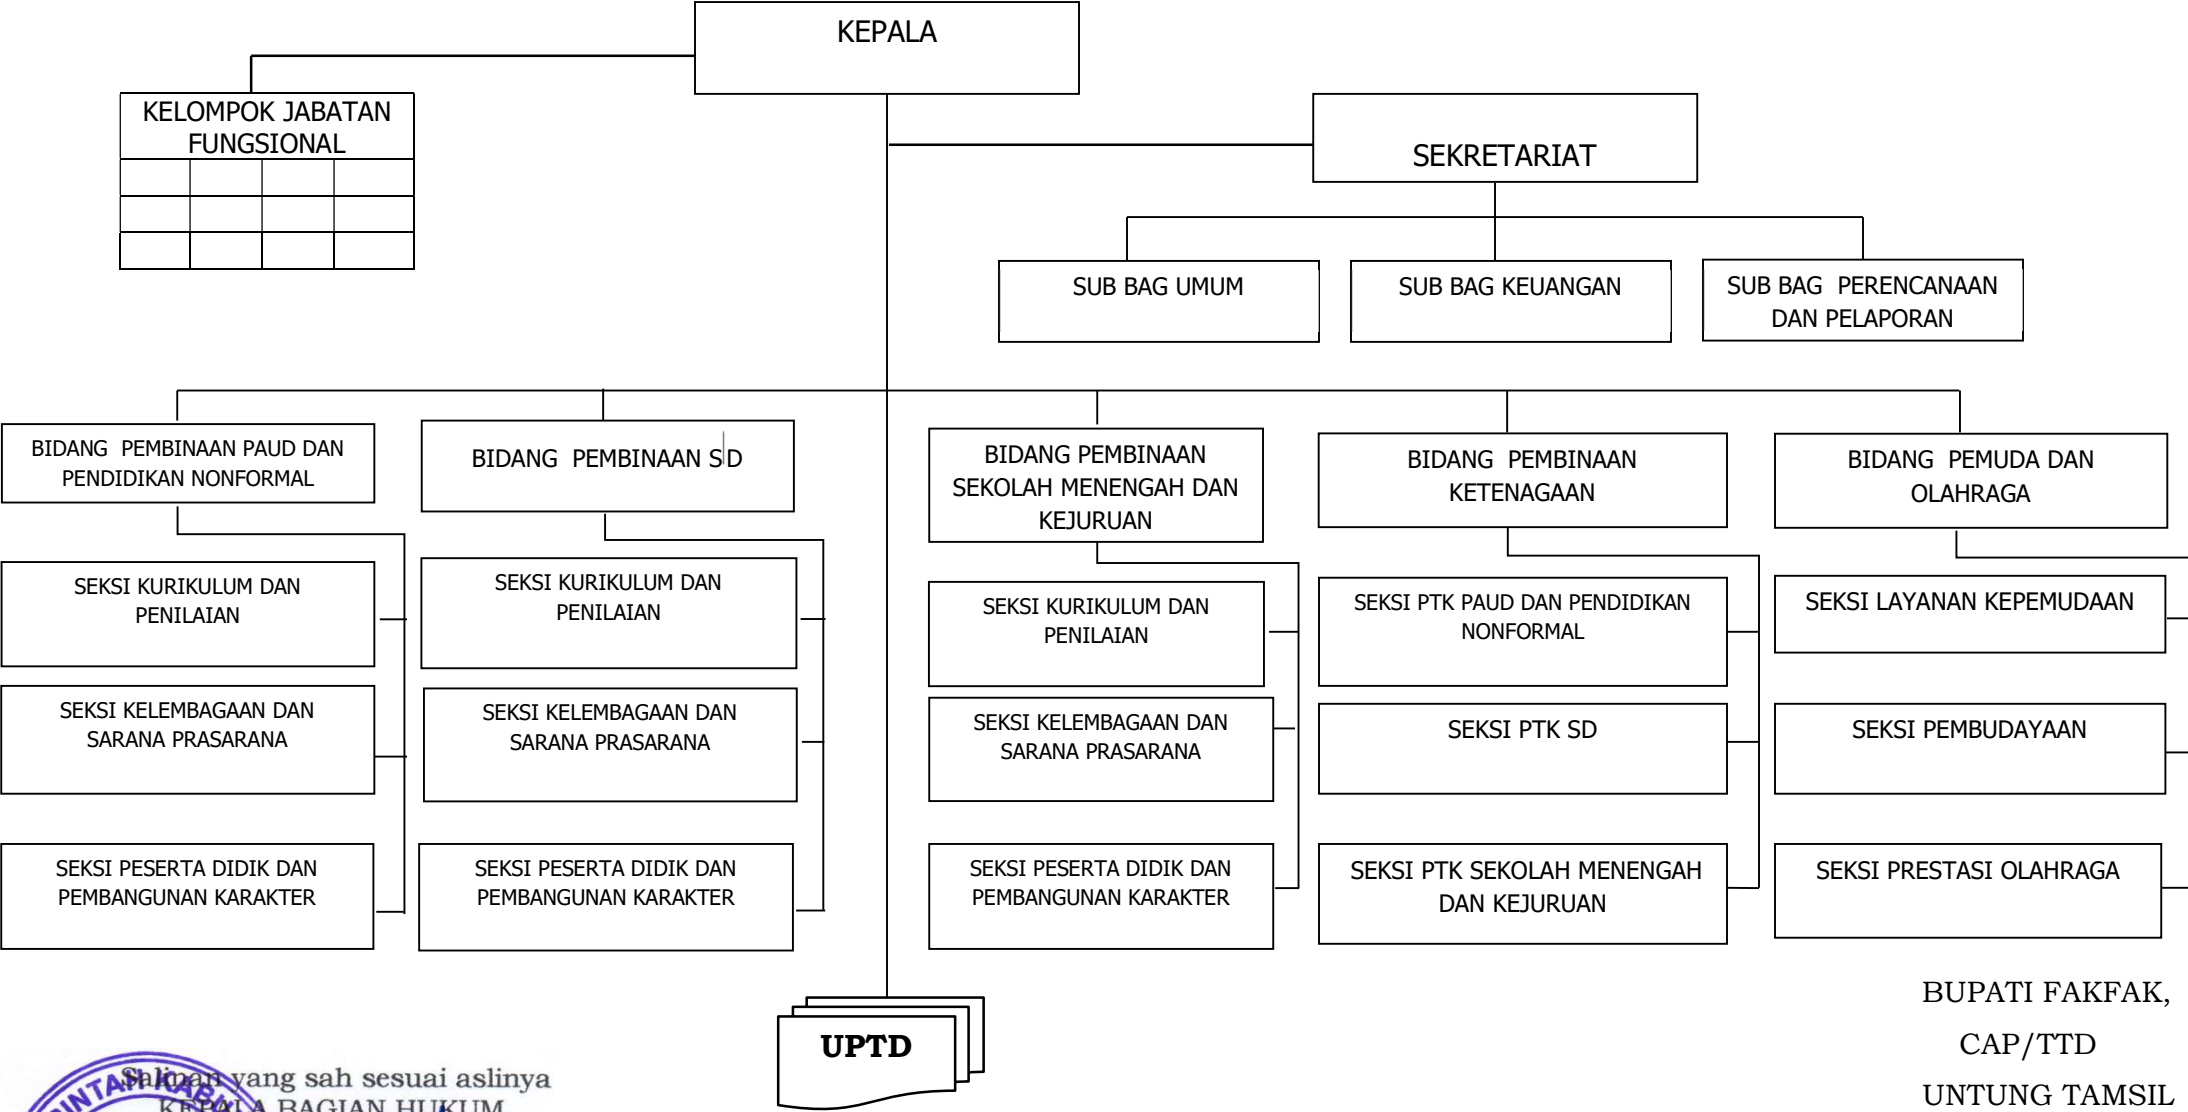 KEPALA
KELOMPOK JABATAN
FUNGSIONAL
SEKRETARIAT
SUB BAG UMUM
SUB BAG KEUANGAN
SUB BAG PERENCANAAN
DAN PELAPORAN
BIDANG PEMBINAAN PAUD DAN
PENDIDIKAN NONFORMAL
BIDANG PEMBINAAN SD
BIDANG PEMBINAAN
SEKOLAH MENENGAH DAN
KEJURUAN
BIDANG PEMBINAAN
KETENAGAAN
BIDANG PEMUDA DAN
OLAHRAGA
SEKSI KURIKULUM DAN
PENILAIAN
SEKSI KURIKULUM DAN
PENILAIAN
SEKSI KURIKULUM DAN
PENILAIAN
SEKSI PTK PAUD DAN PENDIDIKAN
NONFORMAL
SEKSI LAYANAN KEPEMUDAAN
SEKSI KELEMBAGAAN DAN
SARANA PRASARANA
SEKSI KELEMBAGAAN DAN
SARANA PRASARANA
SEKSI KELEMBAGAAN DAN
SARANA PRASARANA
SEKSI PTK SD
SEKSI PEMBUDAYAAN
SEKSI PESERTA DIDIK DAN
PEMBANGUNAN KARAKTER
SEKSI PESERTA DIDIK DAN
PEMBANGUNAN KARAKTER
SEKSI PESERTA DIDIK DAN
PEMBANGUNAN KARAKTER
SEKSI PTK SEKOLAH MENENGAH
DAN KEJURUAN
SEKSI PRESTASI OLAHRAGA
UPTD
BUPATI FAKFAK,
CAP/TTD
UNTUNG TAMSIL
Salinan yang sah sesuai aslinya
KEPALA BAGIAN HUKUM